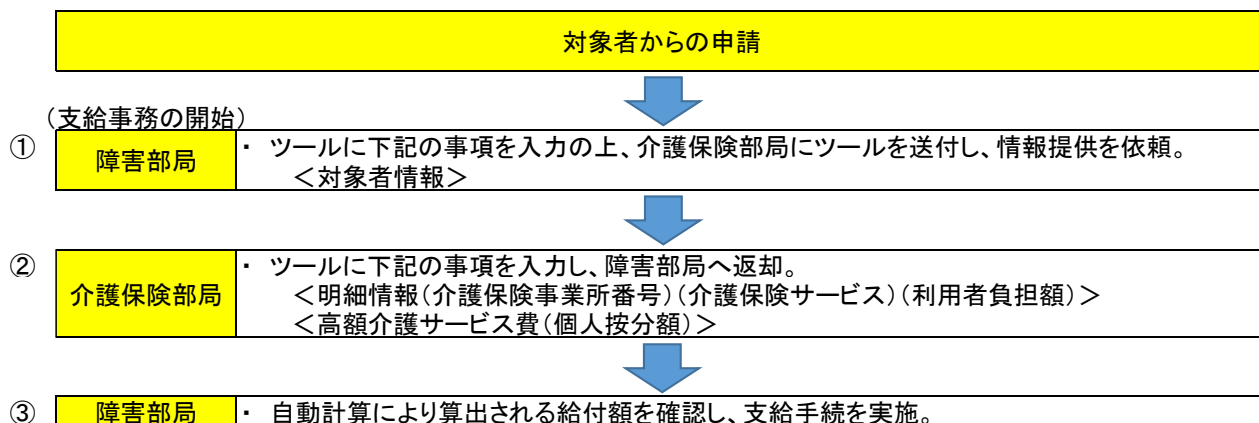 対象者からの申請
（支給事務の開始）
① 障害部局 ・ ツールに下記の事項を入力の上、介護保険部局にツールを送付し、情報提供を依頼。
＜対象者情報＞
② ・ ツールに下記の事項を入力し、障害部局へ返却。
介護保険部局 ＜明細情報（介護保険事業所番号）（介護保険サービス）（利用者負担額）＞
＜高額介護サービス費（個人按分額）＞
③ 障害部局 ・ 自動計算により算出される給付額を確認し、支給手続を実施。